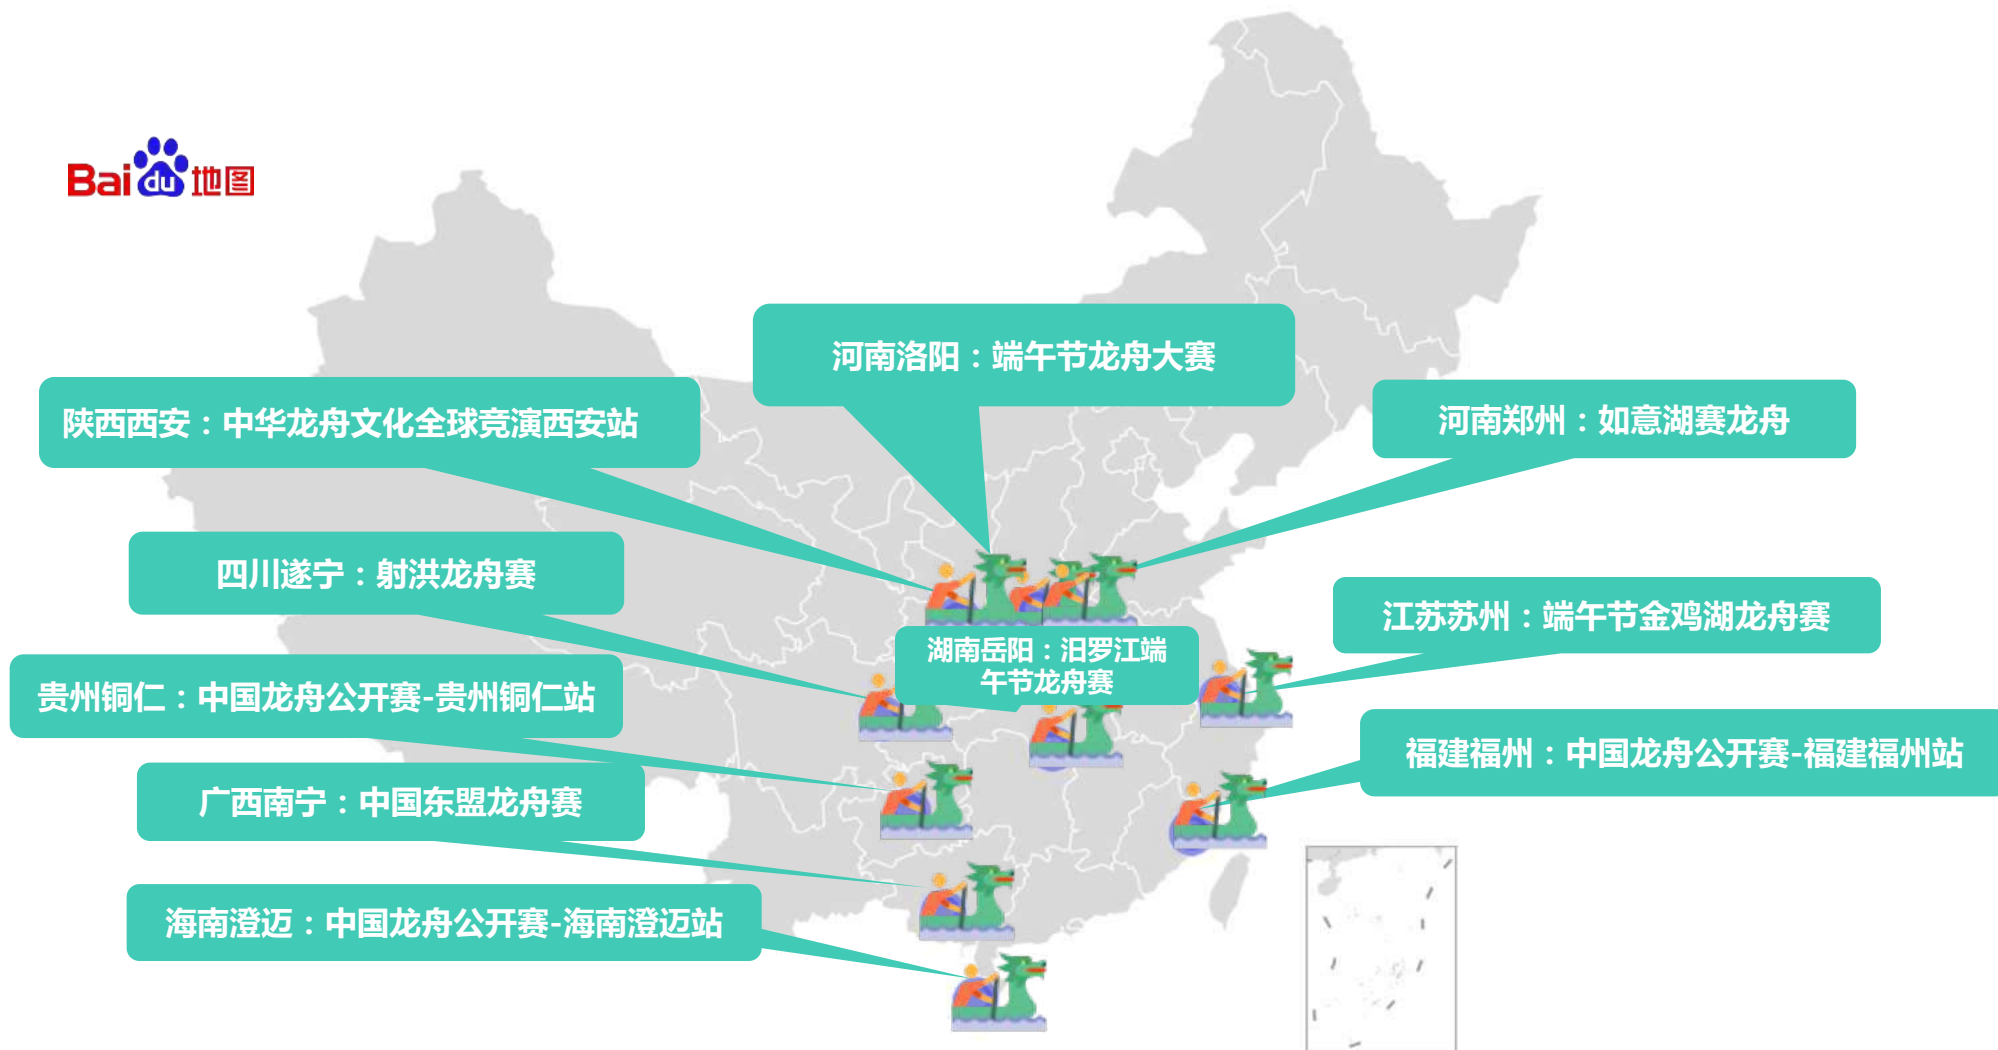 Bai du 地图
河南洛阳：端午节龙舟大赛
陕西西安：中华龙舟文化全球竞演西安站
河南郑州：如意湖赛龙舟
四川遂宁：射洪龙舟赛
江苏苏州：端午节金鸡湖龙舟赛
湖南岳阳：汨罗江端
午节龙舟赛
贵州铜仁：中国龙舟公开赛-贵州铜仁站
福建福州：中国龙舟公开赛-福建福州站
广西南宁：中国东盟龙舟赛
海南澄迈：中国龙舟公开赛-海南澄迈站